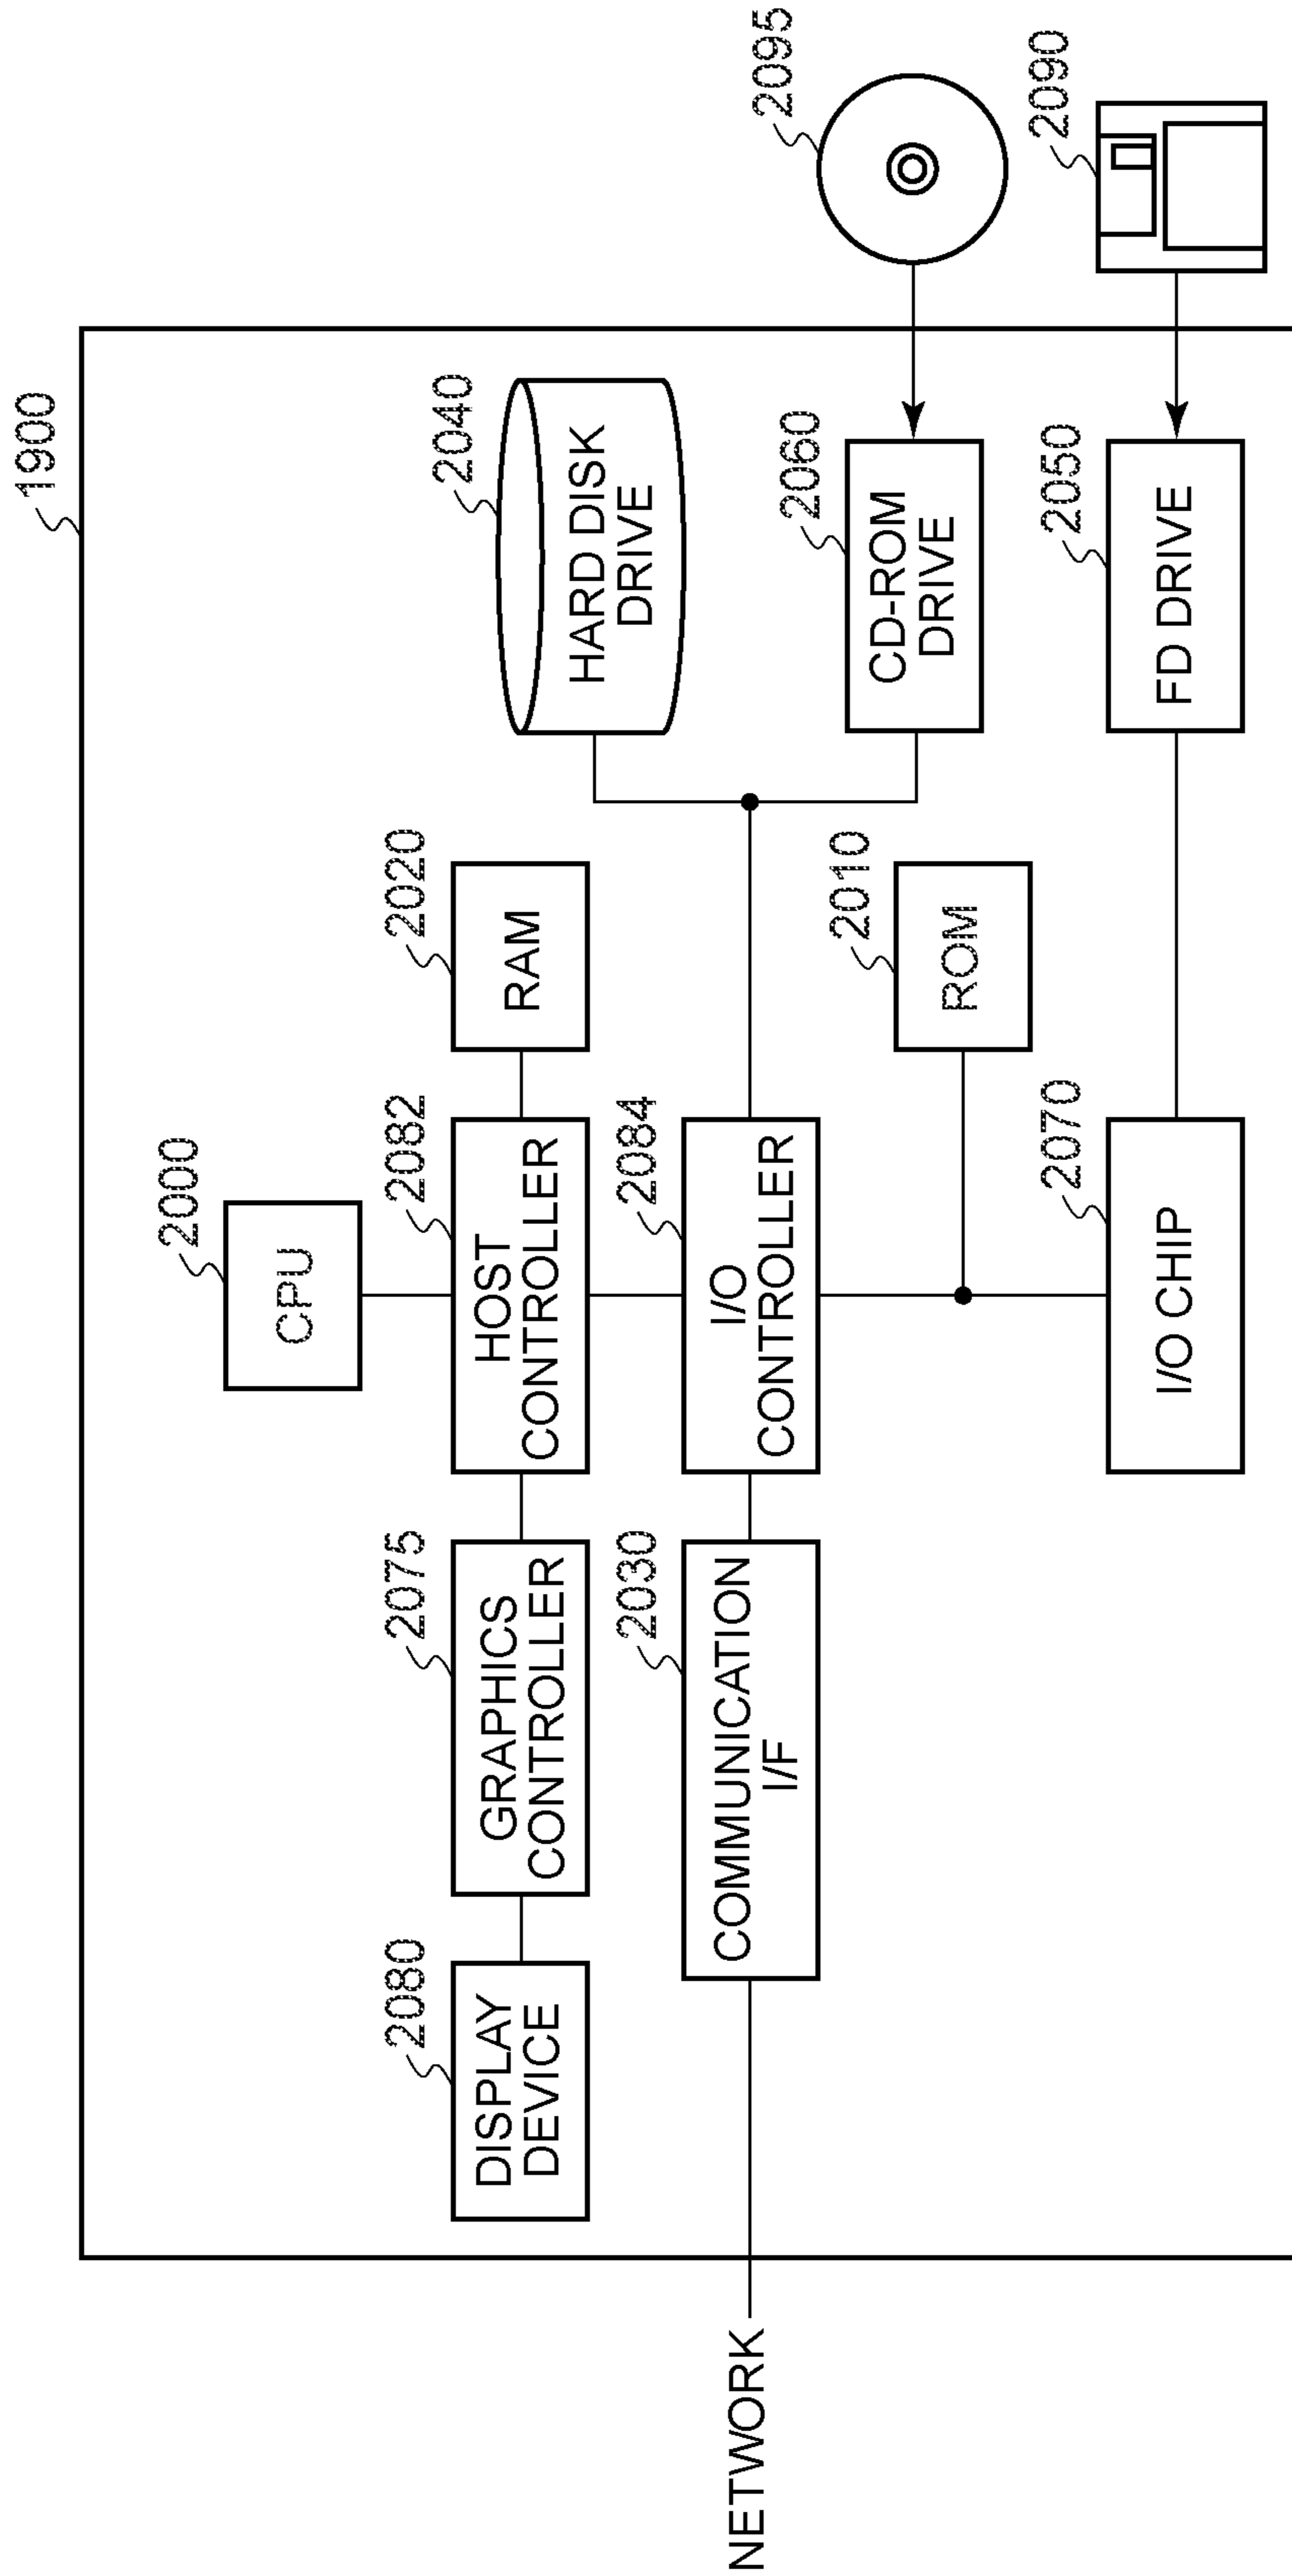 1900
2000
CPU
2080
DISPLAY
DEVICE
2075
GRAPHICS
CONTROLLER
2082
HOST
CONTROLLER
2020
RAM
2040
HARD DISK
DRIVE
NETWORK
2030
COMMUNICATION
I/F
2084
I/O
CONTROLLER
2010
ROM
2060
CD-ROM
DRIVE
2095
2070
I/O CHIP
2050
FD DRIVE
2090